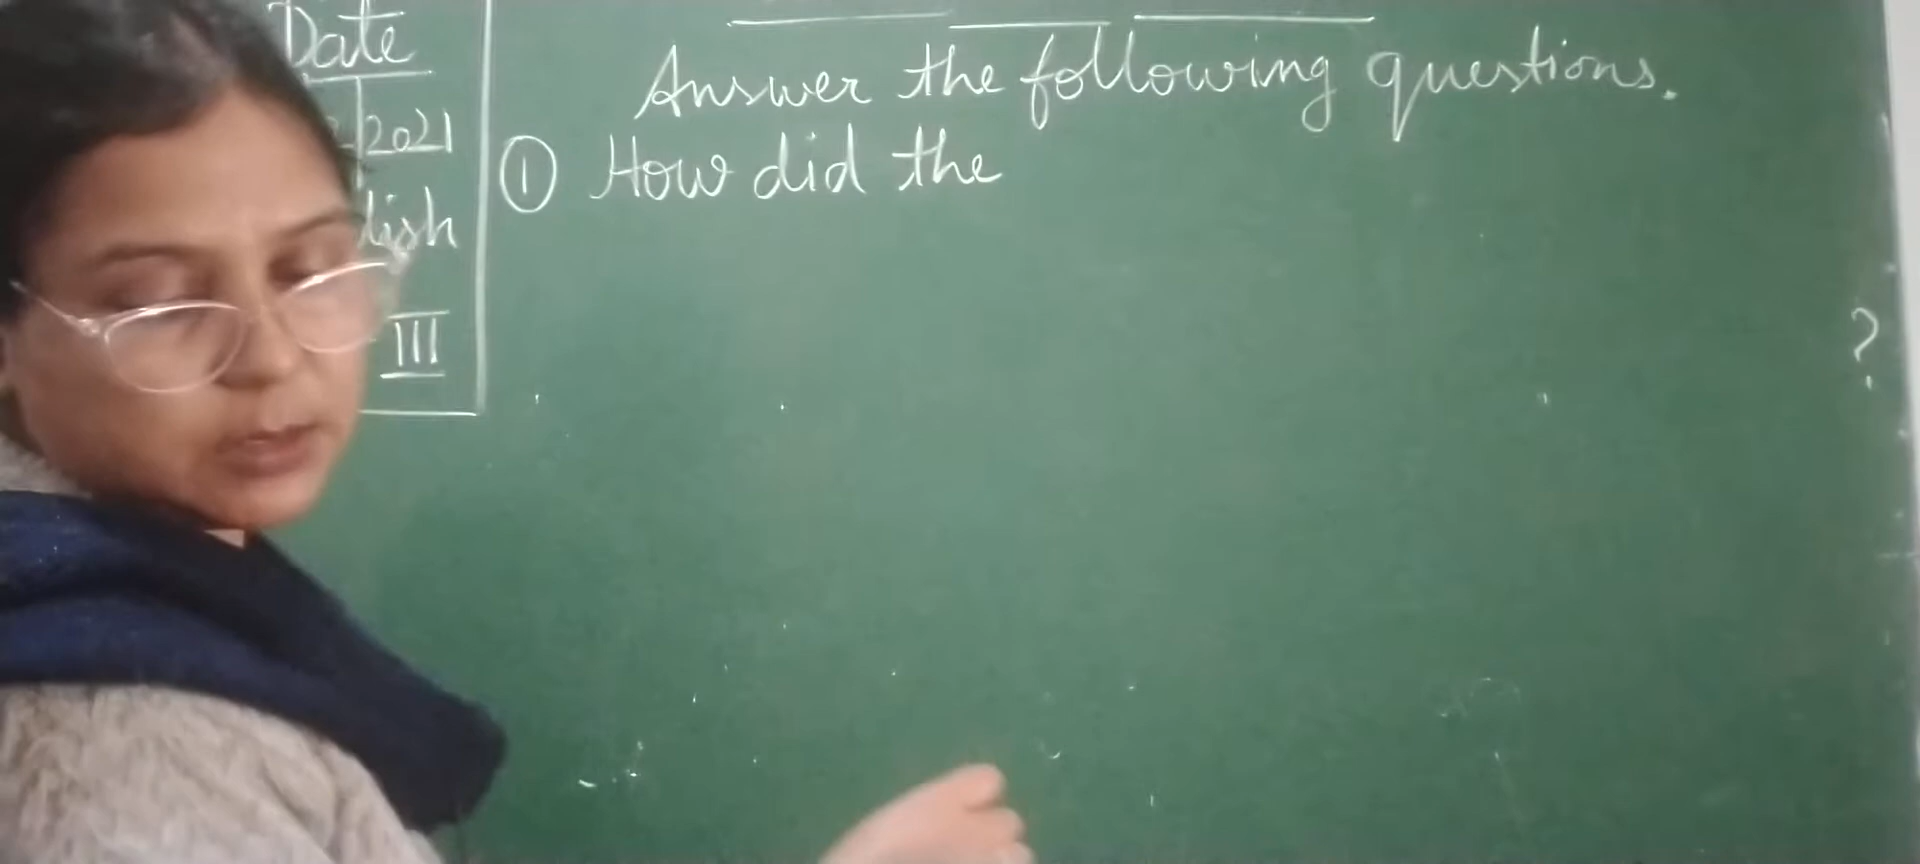 Date
2021
lish
III
Answer the following questions.
① How did the
?